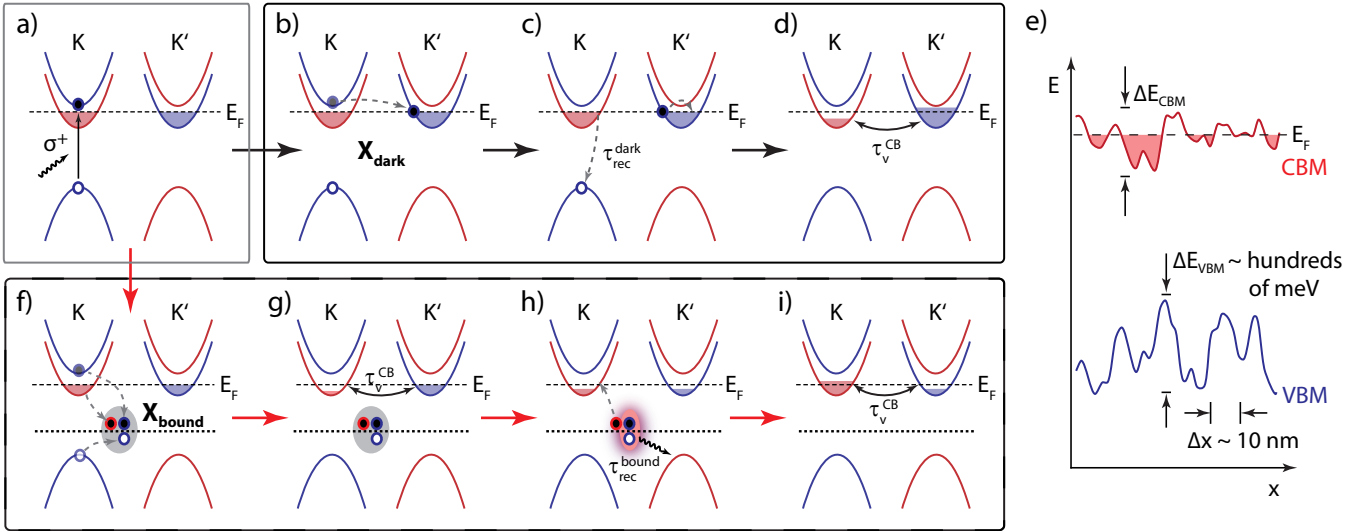 a)
K
K‘
E_F
σ⁺
b)
K
K‘
E_F
X_dark
c)
K
K‘
E_F
τ_rec^dark
d)
K
K‘
E_F
τ_v^CB
e)
E
ΔE_CBM
E_F
CBM
ΔE_VBM ~ hundreds
of meV
VBM
Δx ~ 10 nm
x
f)
K
K‘
E_F
X_bound
g)
K
K‘
E_F
τ_v^CB
h)
K
K‘
E_F
τ_rec^bound
i)
K
K‘
E_F
τ_v^CB